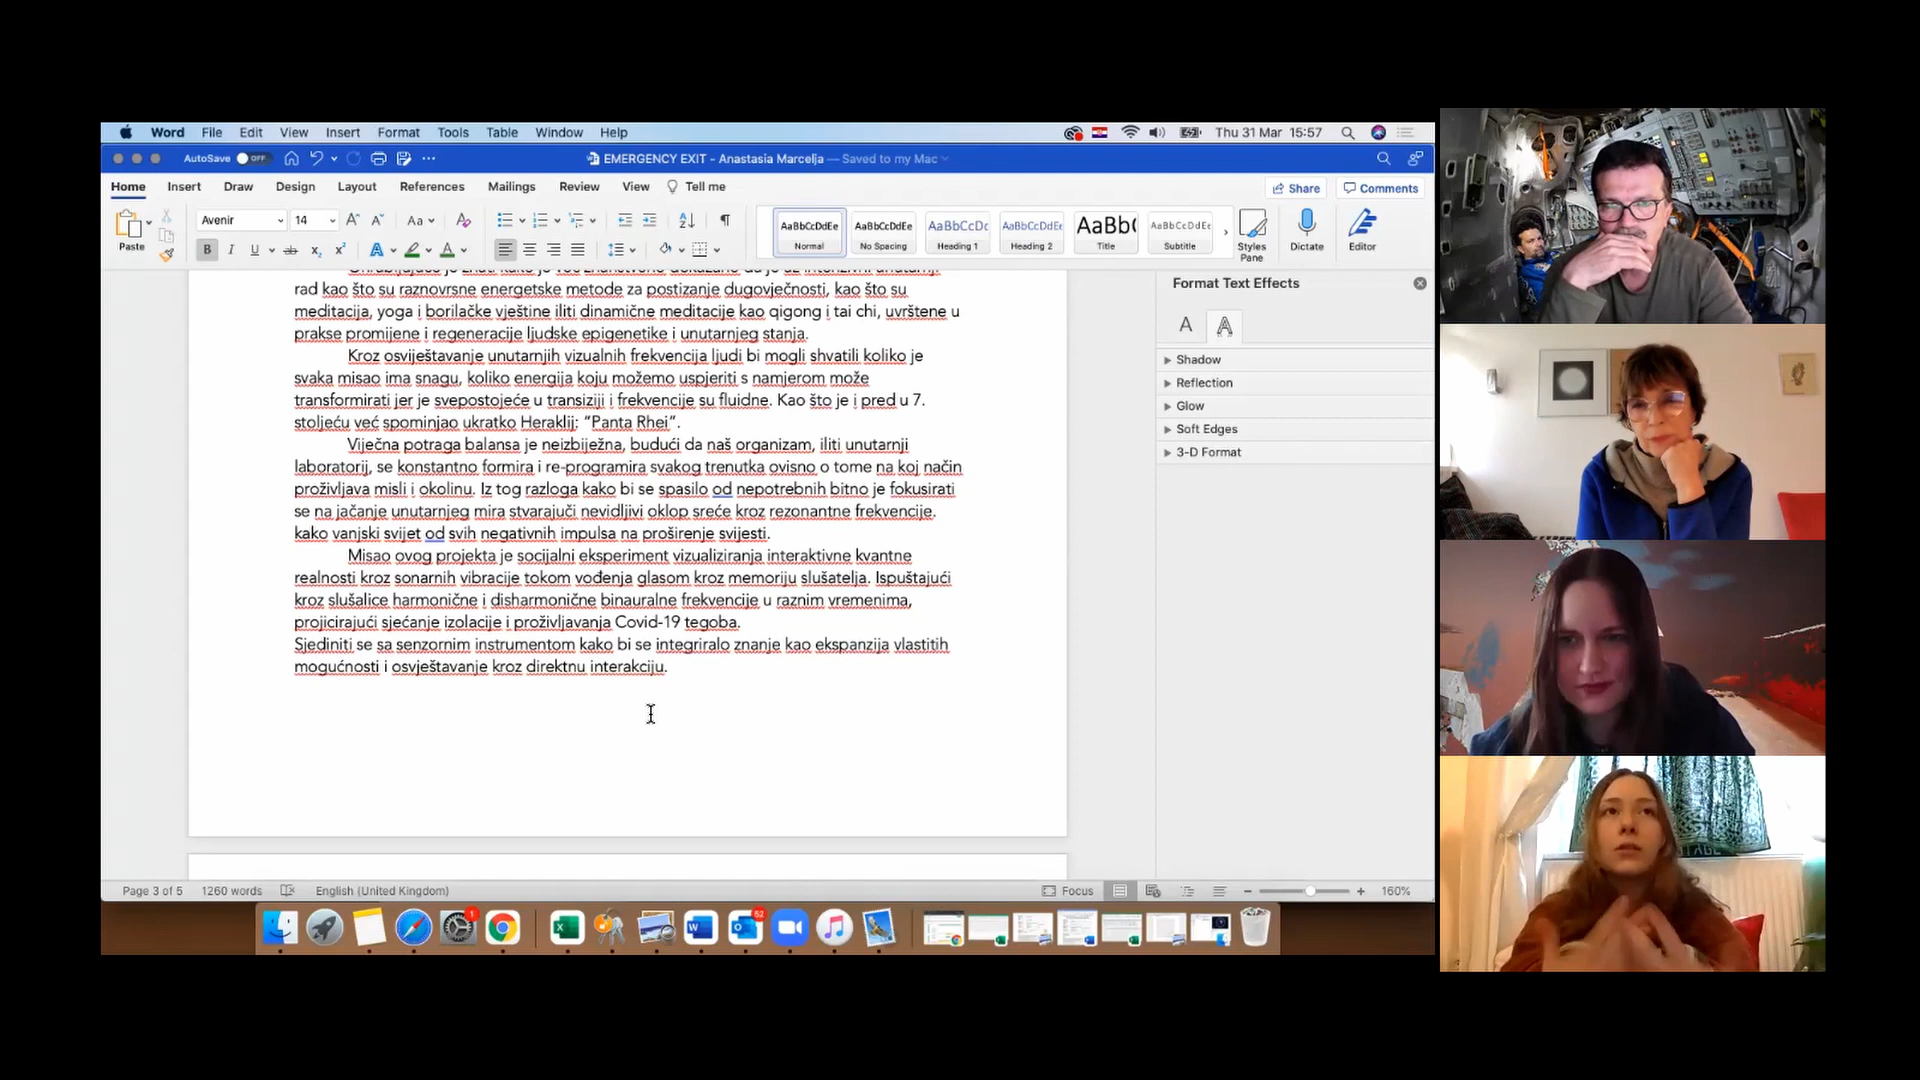 Word File Edit View Insert Format Tools Table Window Help Thu 31 Mar 15:57
AutoSave OFF EMERGENCY EXIT - Anastasia Marcelja — Saved to my Mac
Home Insert Draw Design Layout References Mailings Review View Tell me Share Comments
Paste
Avenir 14
B I U
AaBbCcDdEe AaBbCcDdEe AaBbCcDc AaBbCcDdEe AaBb( AaBbCcDdEe
Normal No Spacing Heading 1 Heading 2 Title Subtitle
Styles Pane
Dictate
Editor
rad kao što su raznovrsne energetske metode za postizanje dugovječnosti, kao što su
meditacija, yoga i borilačke vještine iliti dinamične meditacije kao qigong i tai chi, uvrštene u
prakse promijene i regeneracije ljudske epigenetike i unutarnjeg stanja.
Kroz osviještavanje unutarnjih vizualnih frekvencija ljudi bi mogli shvatili koliko je
svaka misao ima snagu, koliko energija koju možemo uspjeriti s namjerom može
transformirati jer je svepostojeće u transiziji i frekvencije su fluidne. Kao što je i pred u 7.
stoljeću već spominjao ukratko Heraklij: “Panta Rhei”.
Viječna potraga balansa je neizbiježna, budući da naš organizam, iliti unutarnji
laboratorij, se konstantno formira i re-programira svakog trenutka ovisno o tome na koj način
proživljava misli i okolinu. Iz tog razloga kako bi se spasilo od nepotrebnih bitno je fokusirati
se na jačanje unutarnjeg mira stvarajuči nevidljivi oklop sreće kroz rezonantne frekvencije.
kako vanjski svijet od svih negativnih impulsa na proširenje svijesti.
Misao ovog projekta je socijalni eksperiment vizualiziranja interaktivne kvantne
realnosti kroz sonarnih vibracije tokom vođenja glasom kroz memoriju slušatelja. Ispuštajući
kroz slušalice harmonične i disharmonične binauralne frekvencije u raznim vremenima,
projicirajući sjećanje izolacije i proživljavanja Covid-19 tegoba.
Sjediniti se sa senzornim instrumentom kako bi se integriralo znanje kao ekspanzija vlastitih
mogućnosti i osvještavanje kroz direktnu interakciju.
Format Text Effects
Shadow
Reflection
Glow
Soft Edges
3-D Format
Page 3 of 5 1260 words English (United Kingdom) Focus 160%
1
52